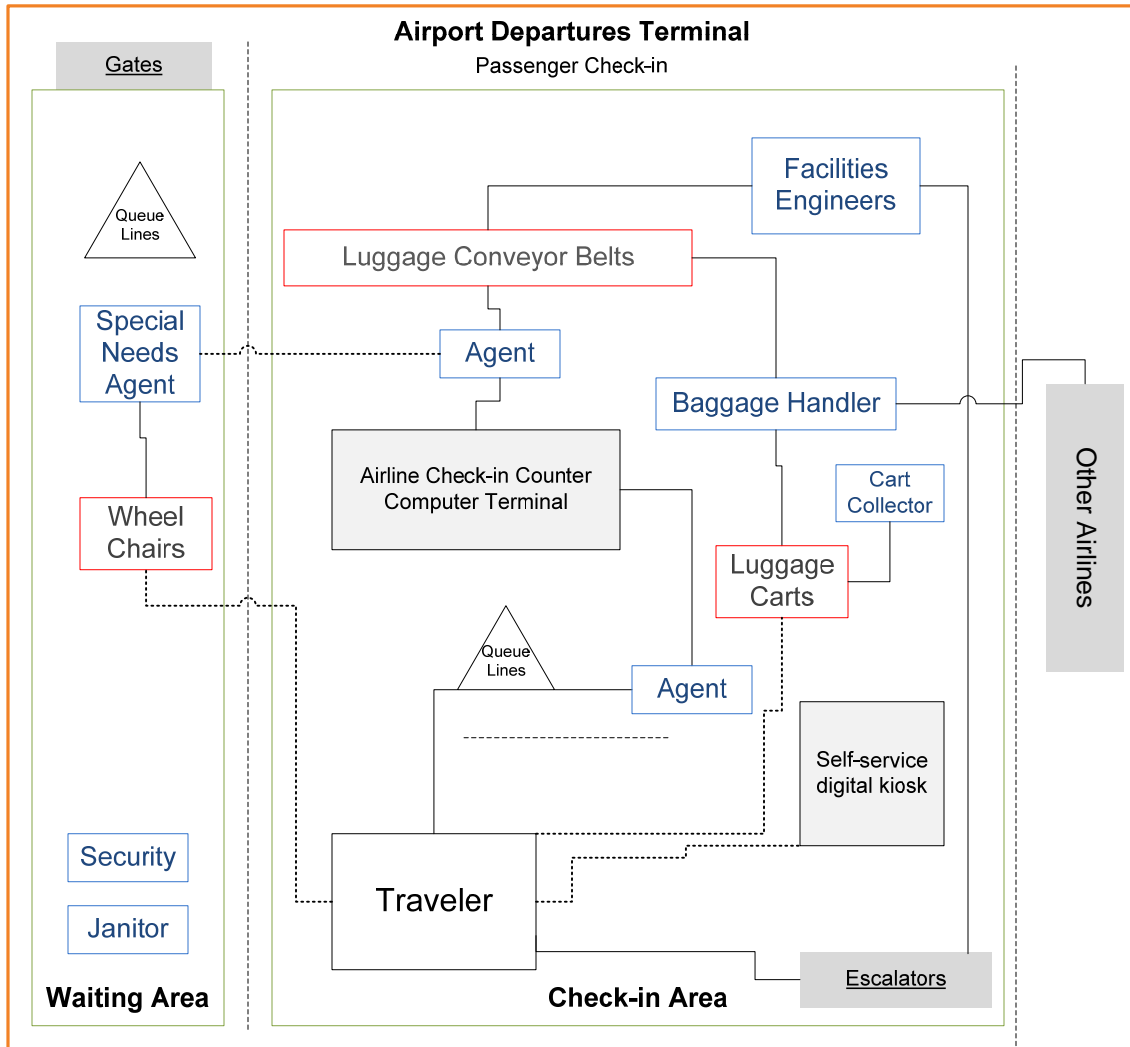 Airport Departures Terminal
Passenger Check-in
Gates
Queue
Lines
Special
Needs
Agent
Wheel
Chairs
Security
Janitor
Waiting Area
Facilities
Engineers
Luggage Conveyor Belts
Agent
Baggage Handler
Airline Check-in Counter
Computer Terminal
Cart
Collector
Luggage
Carts
Queue
Lines
Agent
Self-service
digital kiosk
Traveler
Escalators
Check-in Area
Other Airlines